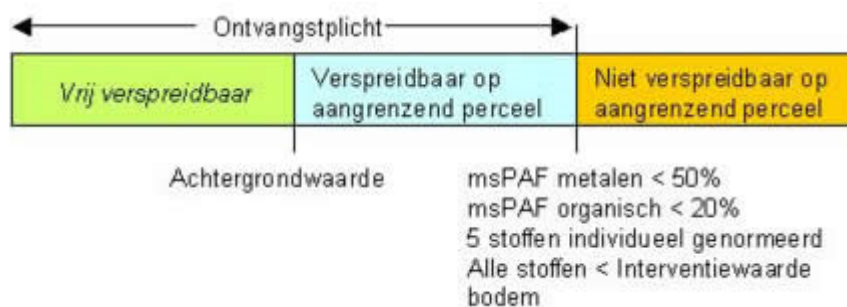 Ontvangstplicht
Vrij verspreidbaar
Verspreidbaar op
aangrenzend perceel
Niet verspreidbaar op
aangrenzend perceel
Achtergrondwaarde
msPAF metalen < 50%
msPAF organisch < 20%
5 stoffen individueel genormeerd
Alle stoffen < Interventiewaarde
bodem